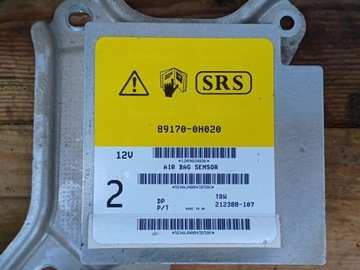 SRS
89170-0H020
12V
AIR BAG SENSOR
2
DP
P/T
TRW
212388-107